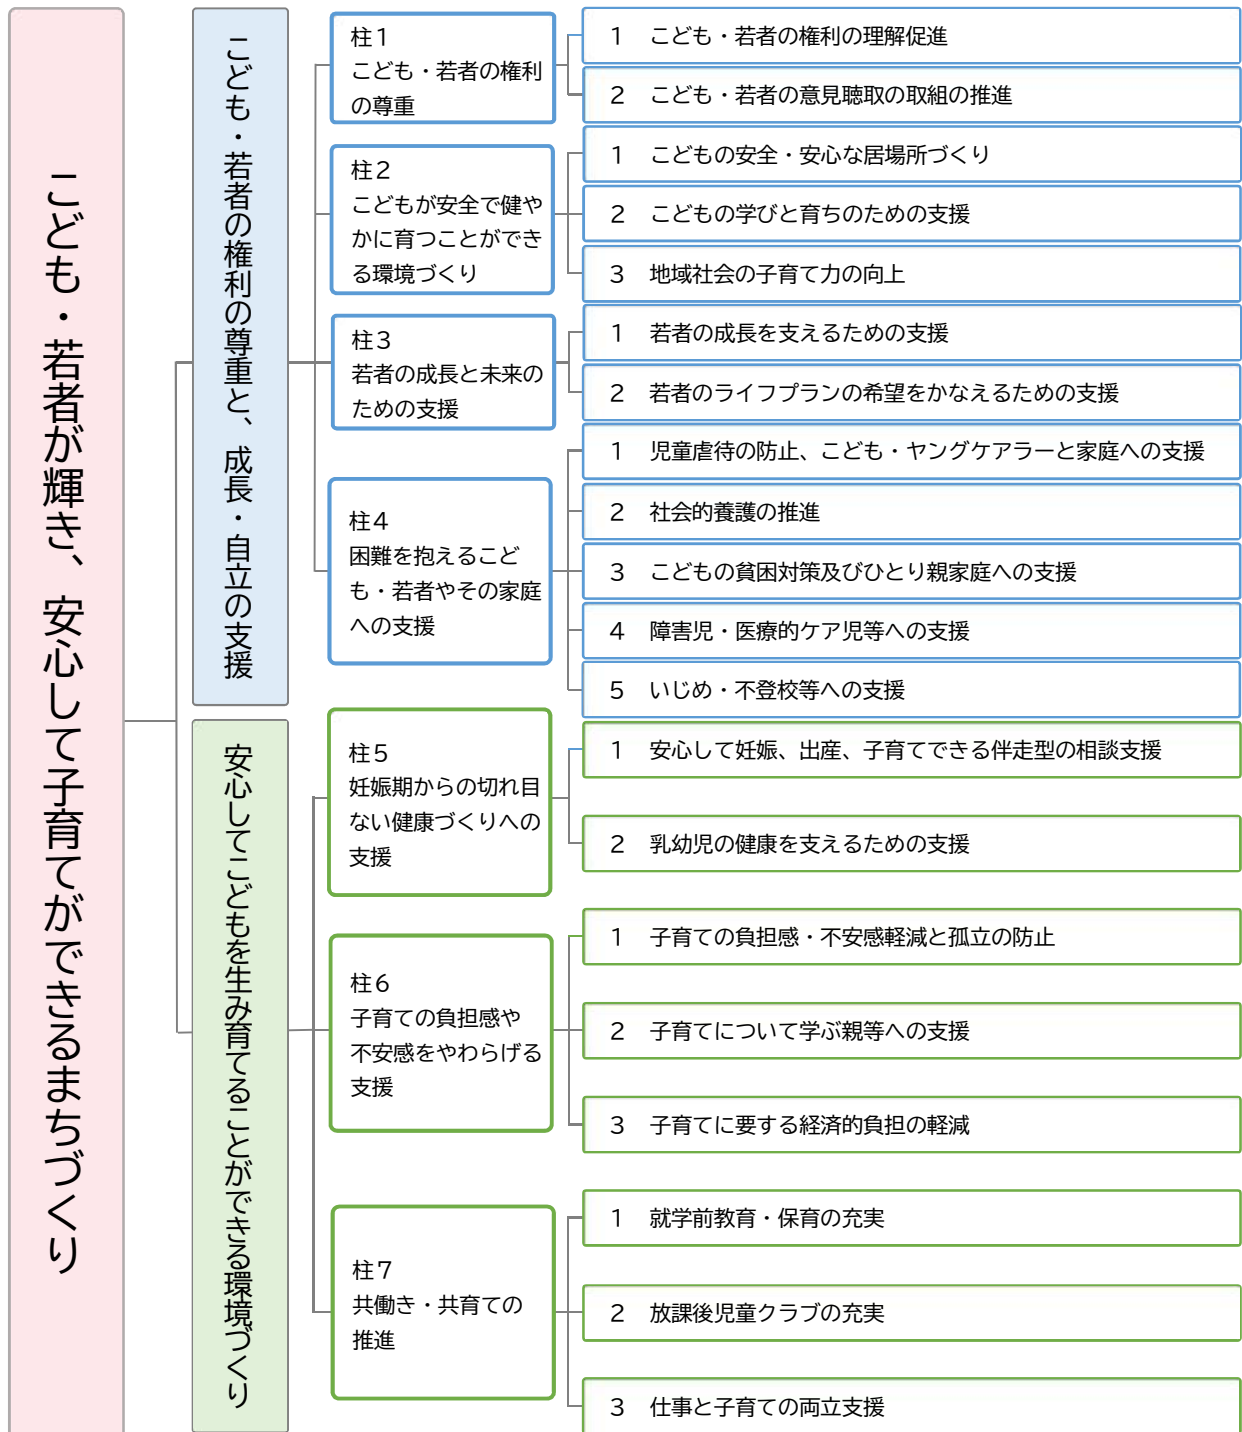 こども・若者が輝き、安心して子育てができるまちづくり
こども・若者の権利の尊重と、成長・自立の支援
柱1
こども・若者の権利
の尊重
1 こども・若者の権利の理解促進
2 こども・若者の意見聴取の取組の推進
柱2
こどもが安全で健や
かに育つことができ
る環境づくり
1 こどもの安全・安心な居場所づくり
2 こどもの学びと育ちのための支援
3 地域社会の子育て力の向上
柱3
若者の成長と未来の
ための支援
1 若者の成長を支えるための支援
2 若者のライフプランの希望をかなえるための支援
柱4
困難を抱えるこど
も・若者やその家庭
への支援
1 児童虐待の防止、こども・ヤングケアラーと家庭への支援
2 社会的養護の推進
3 こどもの貧困対策及びひとり親家庭への支援
4 障害児・医療的ケア児等への支援
5 いじめ・不登校等への支援
安心してこどもを生み育てることができる環境づくり
柱5
妊娠期からの切れ目
ない健康づくりへの
支援
1 安心して妊娠、出産、子育てできる伴走型の相談支援
2 乳幼児の健康を支えるための支援
柱6
子育ての負担感や
不安感をやわらげる
支援
1 子育ての負担感・不安感軽減と孤立の防止
2 子育てについて学ぶ親等への支援
3 子育てに要する経済的負担の軽減
柱7
共働き・共育ての
推進
1 就学前教育・保育の充実
2 放課後児童クラブの充実
3 仕事と子育ての両立支援